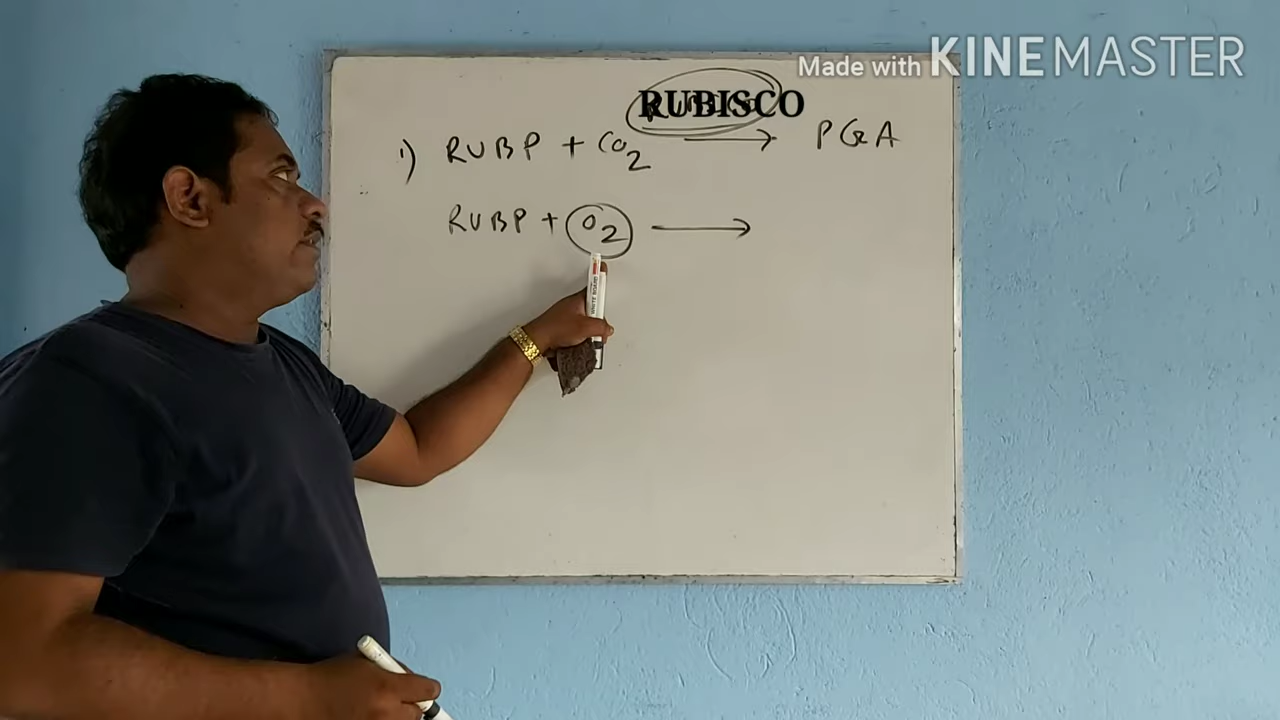 Made with KINEMASTER
RUBISCO
1) RUBP + CO2 → PGA
RUBP + O2 →